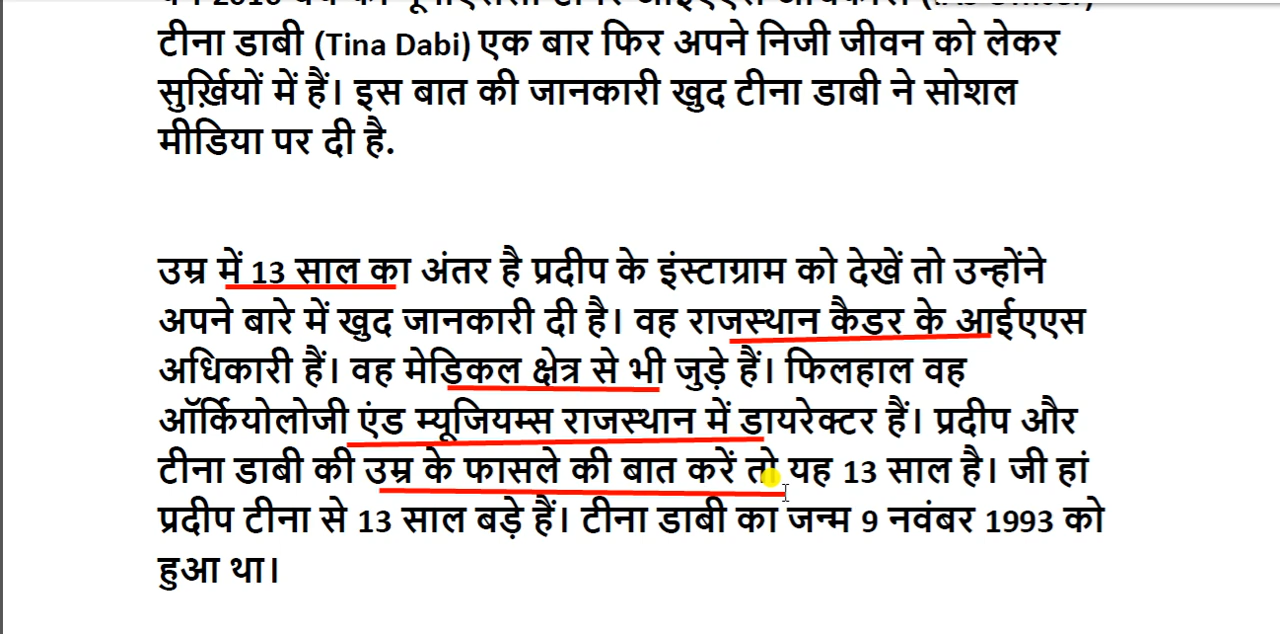 टीना डाबी (Tina Dabi) एक बार फिर अपने निजी जीवन को लेकर
सुर्ख़ियों में हैं। इस बात की जानकारी खुद टीना डाबी ने सोशल
मीडिया पर दी है.
उम्र में 13 साल का अंतर है प्रदीप के इंस्टाग्राम को देखें तो उन्होंने
अपने बारे में खुद जानकारी दी है। वह राजस्थान कैडर के आईएएस
अधिकारी हैं। वह मेडिकल क्षेत्र से भी जुड़े हैं। फिलहाल वह
ऑर्कियोलोजी एंड म्यूजियम्स राजस्थान में डायरेक्टर हैं। प्रदीप और
टीना डाबी की उम्र के फासले की बात करें तो यह 13 साल है। जी हां
प्रदीप टीना से 13 साल बड़े हैं। टीना डाबी का जन्म 9 नवंबर 1993 को
हुआ था।